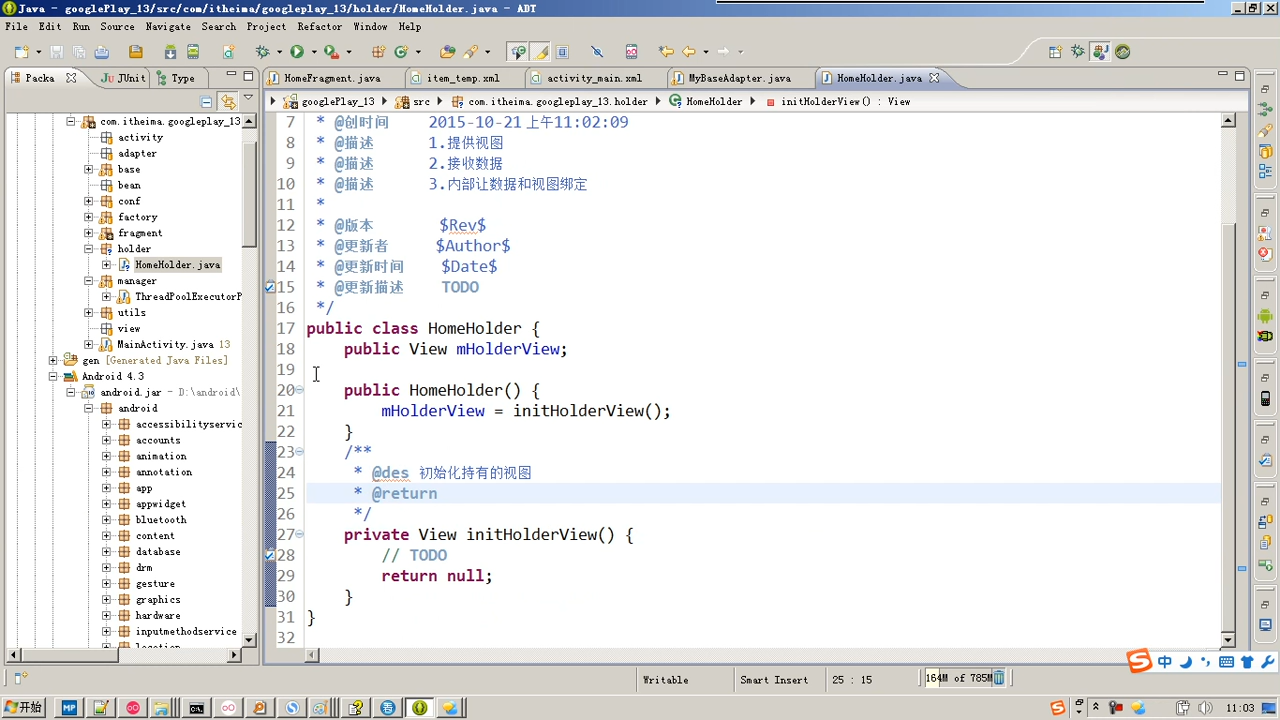 Java - googlePlay_13/src/com/itheima/googleplay_13/holder/HomeHolder.java - ADT
File Edit Run Source Navigate Search Project Refactor Window Help
Packa JUnit Type
HomeFragment.java item_temp.xml activity_main.xml MyBaseAdapter.java HomeHolder.java
googlePlay_13 src com.itheima.googleplay_13.holder HomeHolder initHolderView() : View
com.itheima.googleplay_13
activity
adapter
base
bean
conf
factory
fragment
holder
HomeHolder.java
manager
ThreadPoolExecutorP
utils
view
MainActivity.java
gen [Generated Java Files]
Android 4.3
android.jar - D:\android\
android
accessibilityservic
accounts
animation
annotation
app
appwidget
bluetooth
content
database
drm
gesture
graphics
hardware
inputmethodservice
location
7 * @创时间 2015-10-21 上午11:02:09
8 * @描述 1.提供视图
9 * @描述 2.接收数据
10 * @描述 3.内部让数据和视图绑定
11 *
12 * @版本 $Rev$
13 * @更新者 $Author$
14 * @更新时间 $Date$
15 * @更新描述 TODO
16 */
17 public class HomeHolder {
18 public View mHolderView;
19
20 public HomeHolder() {
21 mHolderView = initHolderView();
22 }
23 /**
24 * @des 初始化持有的视图
25 * @return
26 */
27 private View initHolderView() {
28 // TODO
29 return null;
30 }
31 }
32
Writable Smart Insert 25 : 15 164M of 785M
中
开始 11:03